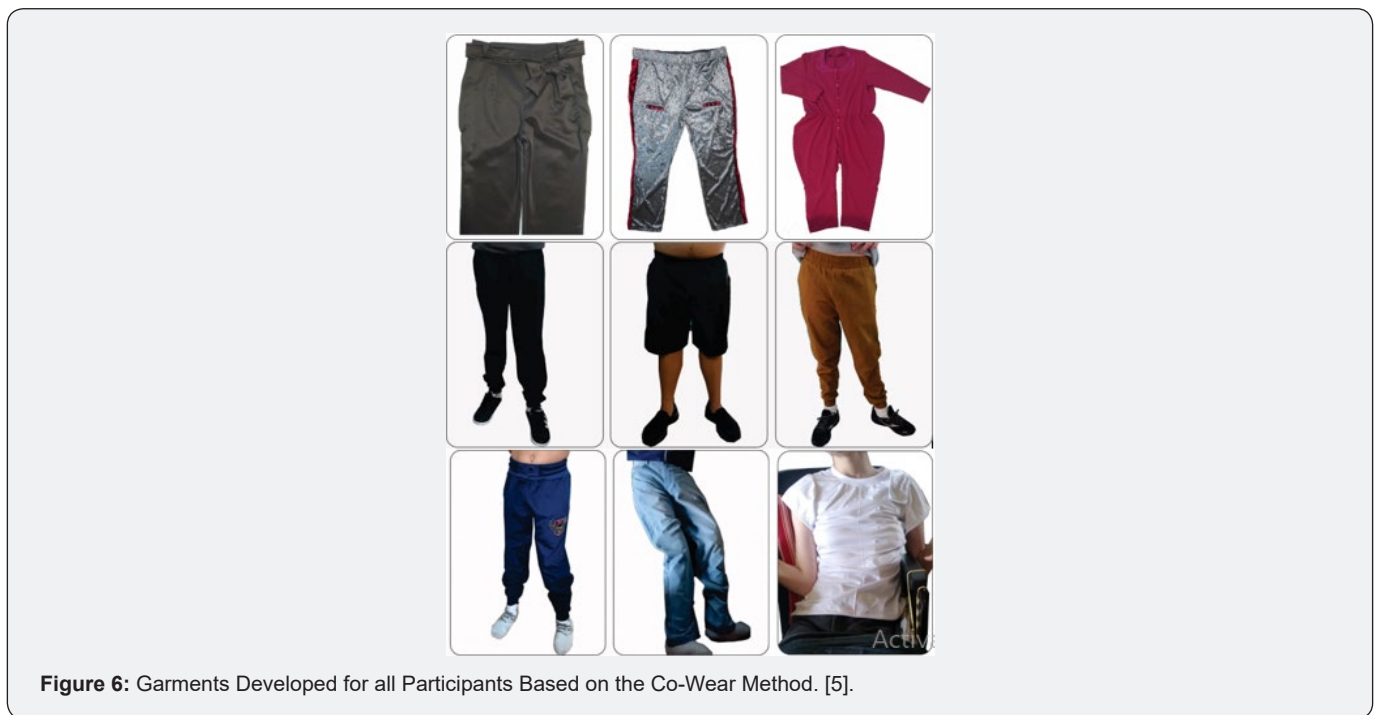 Activ
Figure 6: Garments Developed for all Participants Based on the Co-Wear Method. [5].